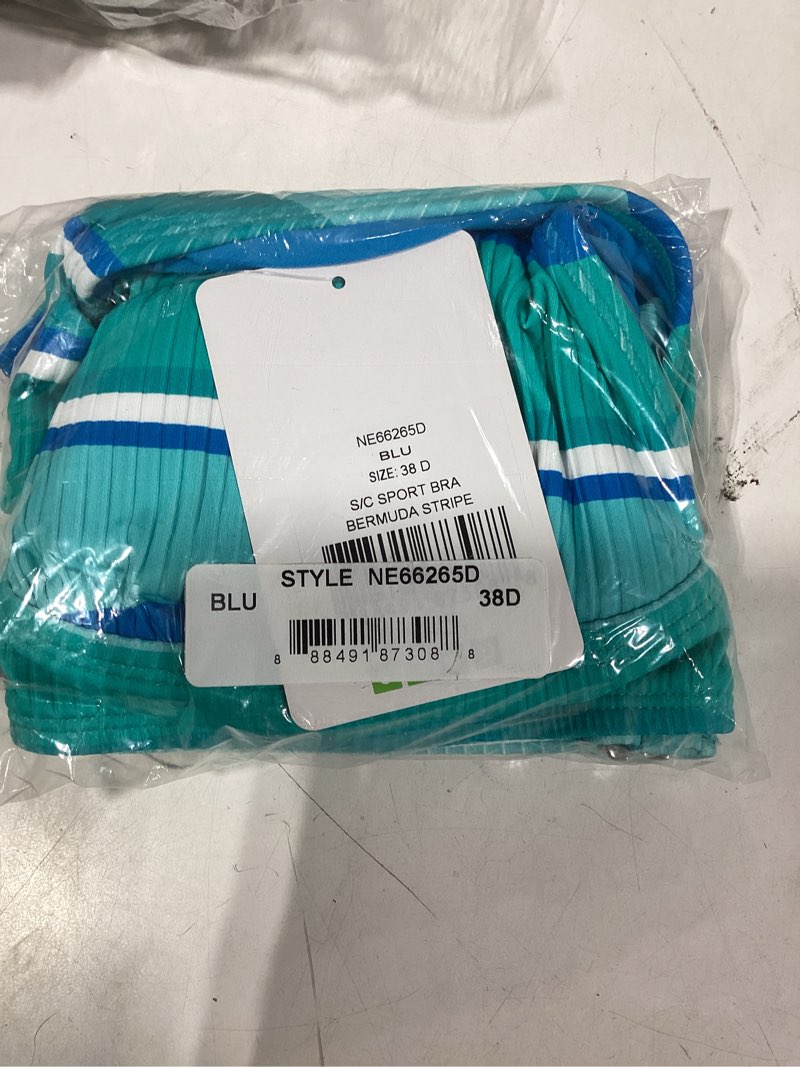 NE66265D
BLU
SIZE: 38 D
S/C SPORT BRA
BERMUDA STRIPE
STYLE NE66265D
BLU 38D
8 88491 87308 8